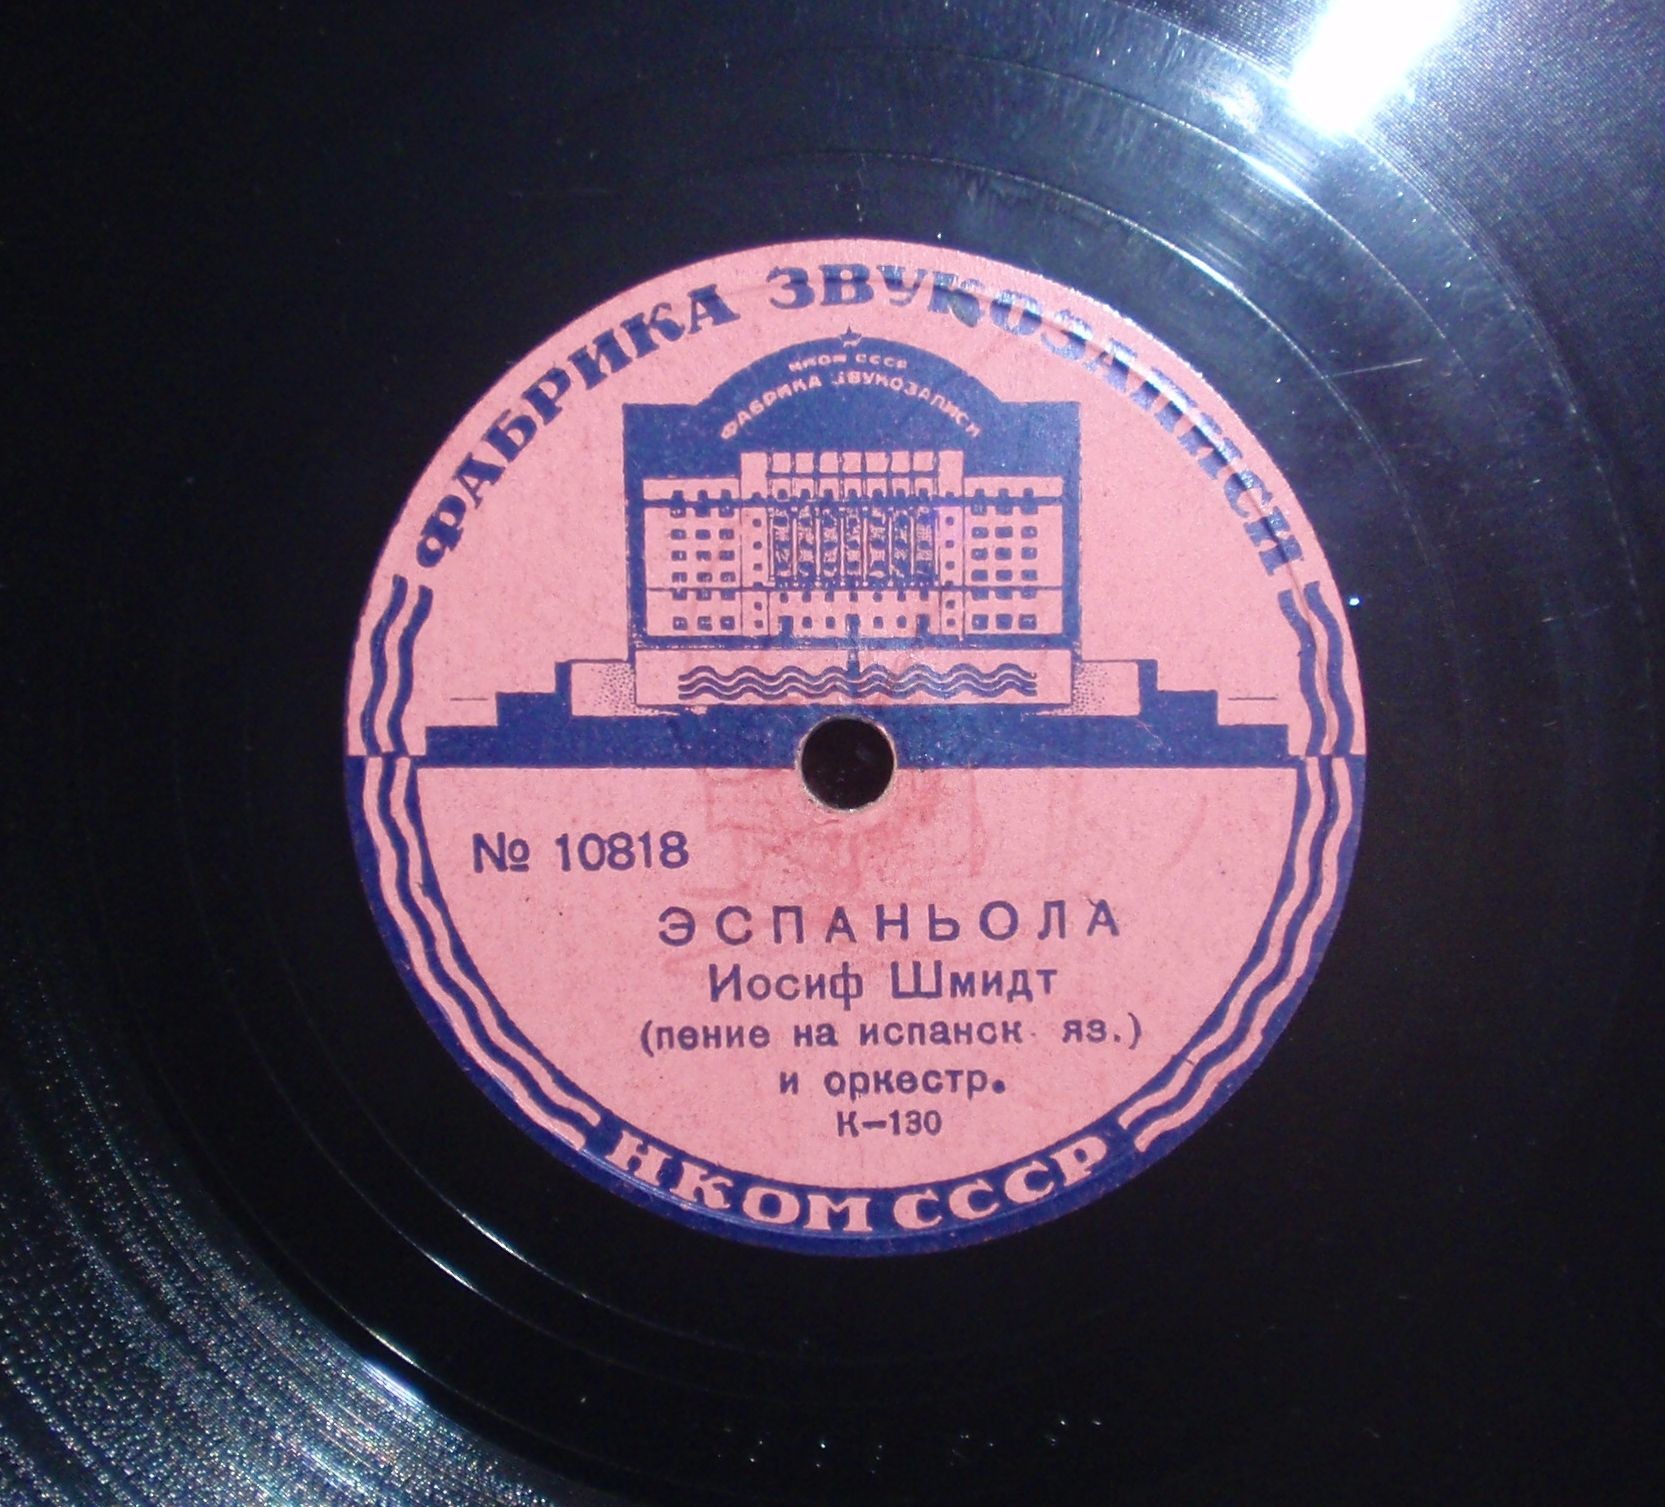 ФАБРИКА ЗВУКОЗАПИСИ
НКОМ СССР
ФАБРИКА ЗВУКОЗАПИСИ
№ 10818
ЭСПАНЬОЛА
Иосиф Шмидт
(пение на испанск. яз.)
и оркестр.
К-130
НКОМ СССР